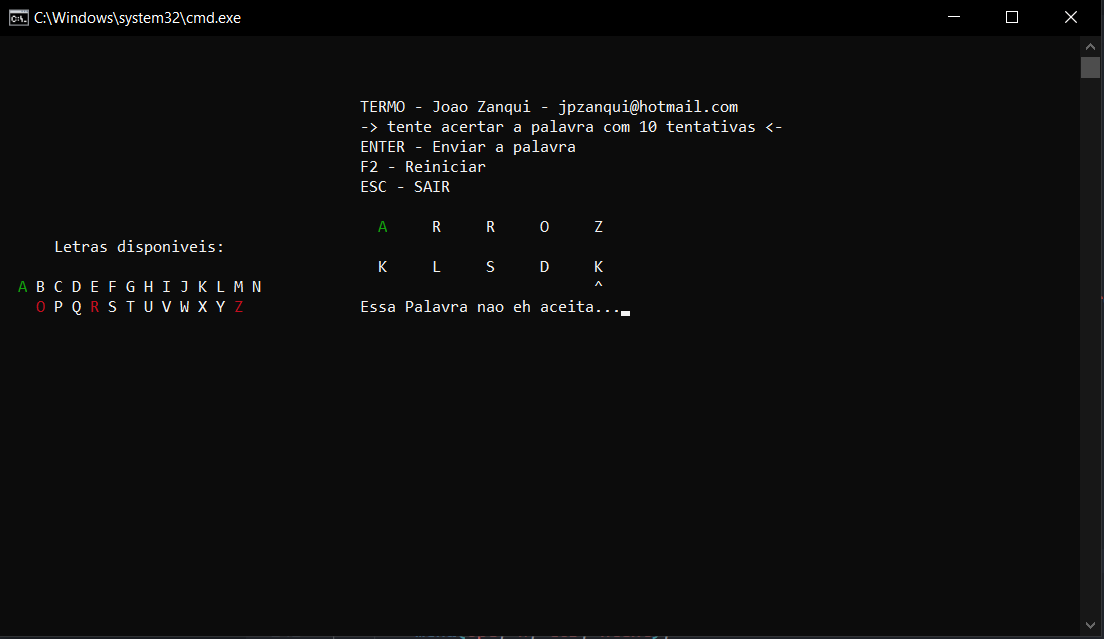 C:\Windows\system32\cmd.exe
TERMO - Joao Zanqui - jpzanqui@hotmail.com
-> tente acertar a palavra com 10 tentativas <-
ENTER - Enviar a palavra
F2 - Reiniciar
ESC - SAIR
A R R O Z
Letras disponiveis:
K L S D K
A B C D E F G H I J K L M N
^
O P Q R S T U V W X Y Z
Essa Palavra nao eh aceita...